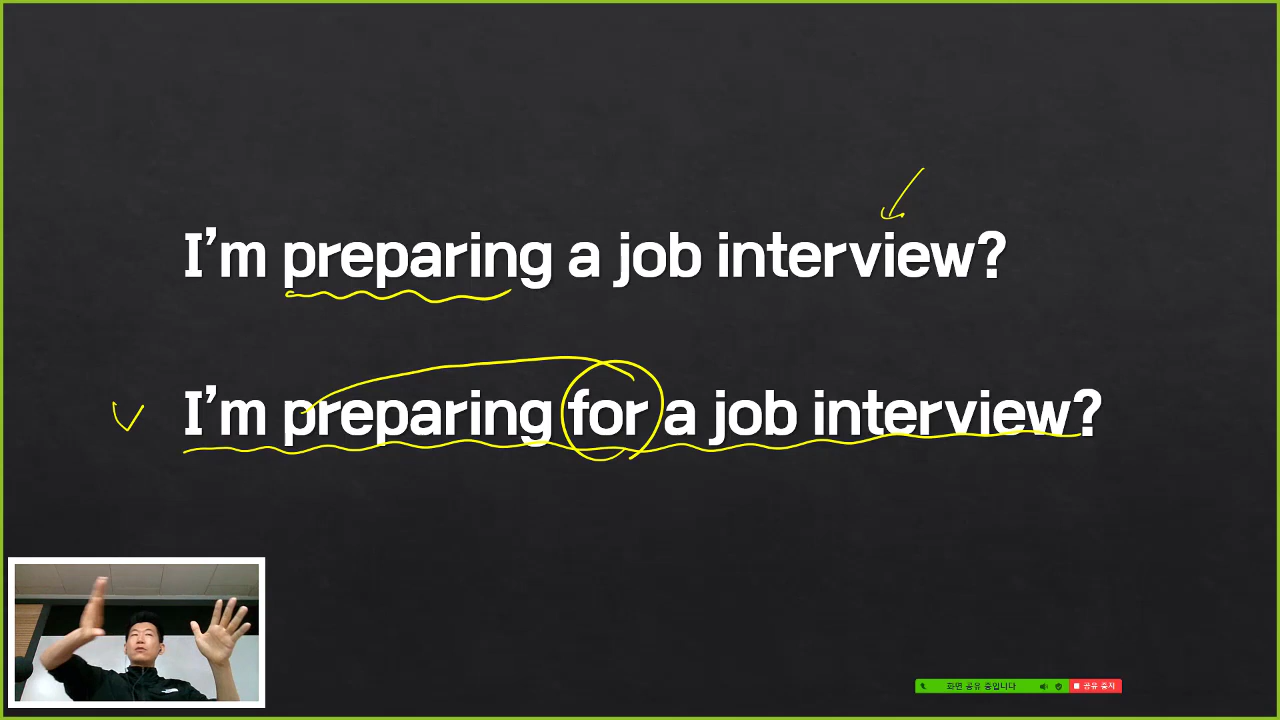 I'm preparing a job interview?
I'm preparing for a job interview?
화면 공유 중입니다
공유 중지